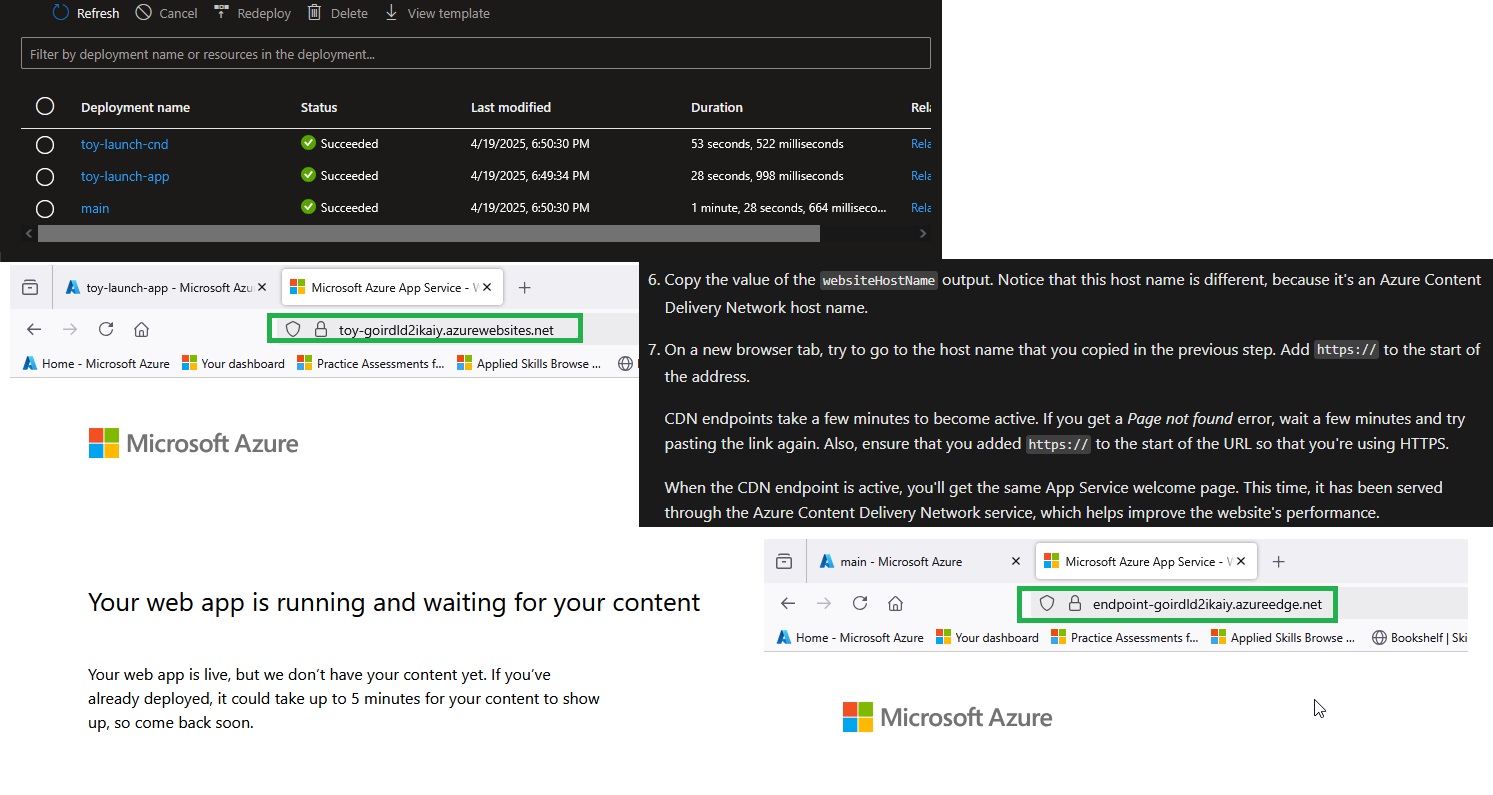 Refresh Cancel Redeploy Delete View template
Filter by deployment name or resources in the deployment...
Deployment name Status Last modified Duration Rela
toy-launch-cnd Succeeded 4/19/2025, 6:50:30 PM 53 seconds, 522 milliseconds Rela
toy-launch-app Succeeded 4/19/2025, 6:49:34 PM 28 seconds, 998 milliseconds Rela
main Succeeded 4/19/2025, 6:50:30 PM 1 minute, 28 seconds, 664 milliseco... Rela
toy-launch-app - Microsoft Azu Microsoft Azure App Service - W
toy-goirdld2ikaiy.azurewebsites.net
Home - Microsoft Azure Your dashboard Practice Assessments f... Applied Skills Browse ...
Microsoft Azure
Your web app is running and waiting for your content
Your web app is live, but we don’t have your content yet. If you’ve
already deployed, it could take up to 5 minutes for your content to show
up, so come back soon.
6. Copy the value of the websiteHostName output. Notice that this host name is different, because it's an Azure Content
Delivery Network host name.
7. On a new browser tab, try to go to the host name that you copied in the previous step. Add https:// to the start of
the address.
CDN endpoints take a few minutes to become active. If you get a Page not found error, wait a few minutes and try
pasting the link again. Also, ensure that you added https:// to the start of the URL so that you're using HTTPS.
When the CDN endpoint is active, you'll get the same App Service welcome page. This time, it has been served
through the Azure Content Delivery Network service, which helps improve the website's performance.
main - Microsoft Azure Microsoft Azure App Service - W
endpoint-goirdld2ikaiy.azureedge.net
Home - Microsoft Azure Your dashboard Practice Assessments f... Applied Skills Browse ... Bookshelf | Ski
Microsoft Azure